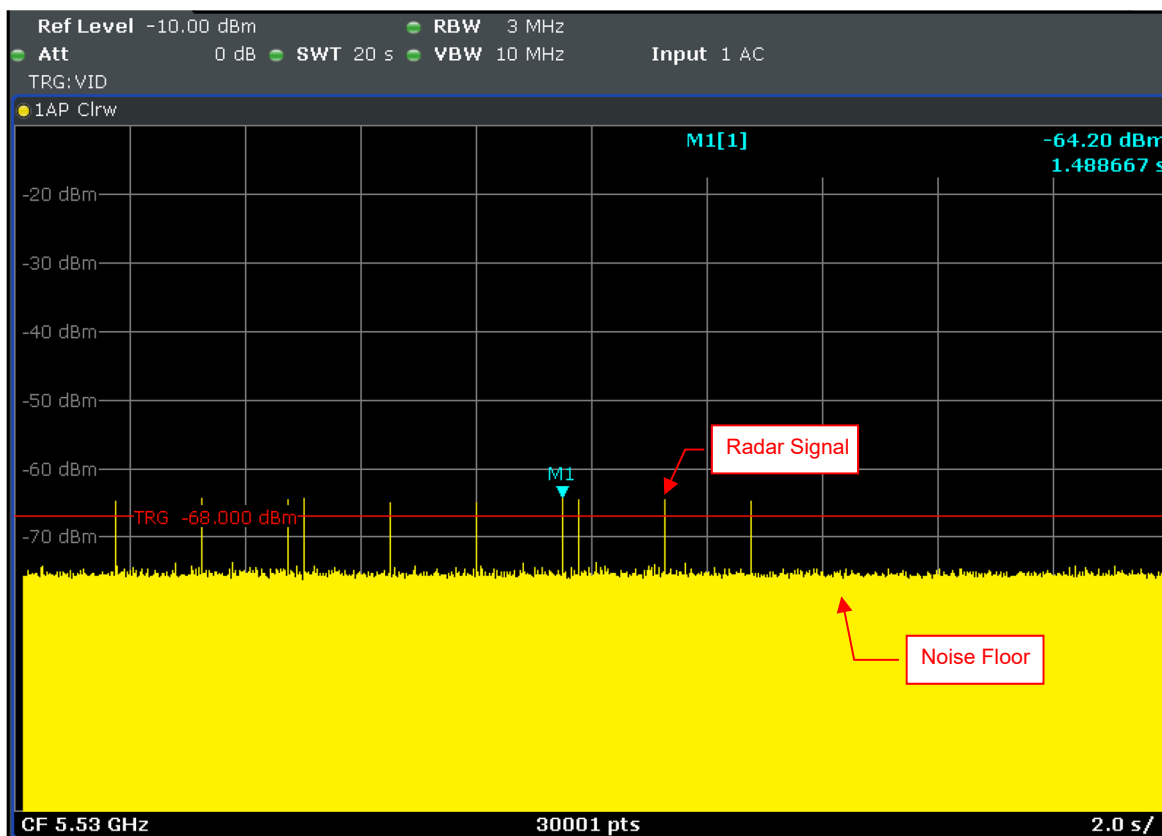 Ref Level -10.00 dBm RBW 3 MHz
Att 0 dB SWT 20 s VBW 10 MHz Input 1 AC
TRG:VID
1AP Clrw
M1[1] -64.20 dBm
1.488667 s
-20 dBm
-30 dBm
-40 dBm
-50 dBm
Radar Signal
-60 dBm
M1
TRG -68.000 dBm
-70 dBm
Noise Floor
CF 5.53 GHz 30001 pts 2.0 s/